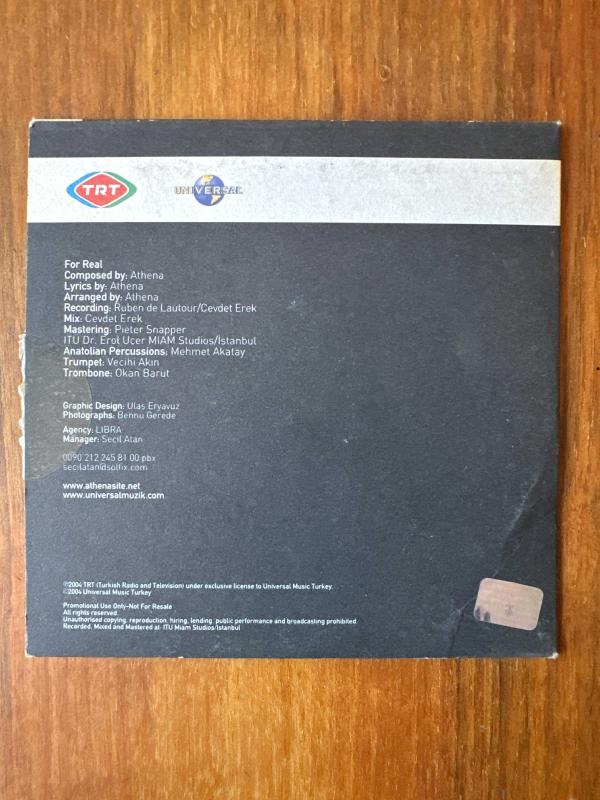 TRT
UNIVERSAL
For Real
Composed by: Athena
Lyrics by: Athena
Arranged by: Athena
Recording: Ruben de Lautour/Cevdet Erek
Mix: Cevdet Erek
Mastering: Pieter Snapper
ITU Dr. Erol Uçer MIAM Studios/İstanbul
Anatolian Percussions: Mehmet Akatay
Trumpet: Vecihi Akın
Trombone: Okan Barut
Graphic Design: Ulas Eryavuz
Photographs: Bennu Gerede
Agency: LIBRA
Manager: Secil Atan
0090 212 245 81 00 pbx
secilatan@solfix.com
www.athenasite.net
www.universalmuzik.com
℗2004 TRT (Turkish Radio and Television) under exclusive license to Universal Music Turkey.
©2004 Universal Music Turkey
Promotional Use Only-Not For Resale
All rights reserved.
Unauthorised copying, reproduction, hiring, lending, public performance and broadcasting prohibited
Recorded, Mixed and Mastered at: ITU Miam Studios/İstanbul